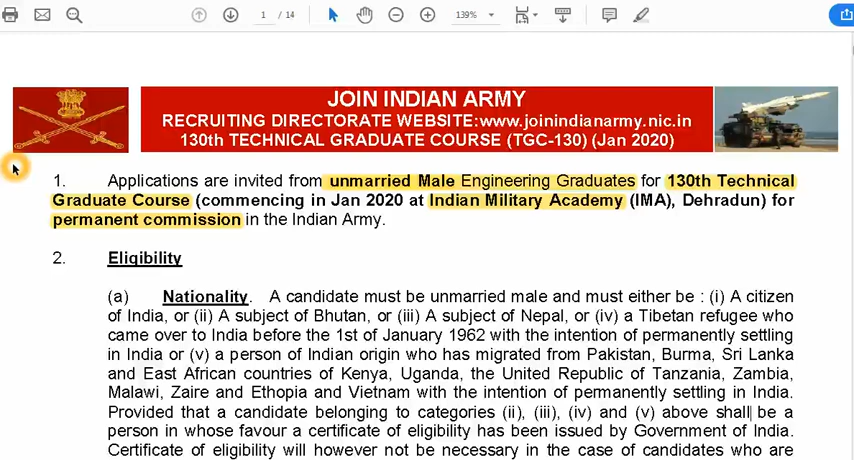 1 / 14
139%
JOIN INDIAN ARMY
RECRUITING DIRECTORATE WEBSITE:www.joinindianarmy.nic.in
130th TECHNICAL GRADUATE COURSE (TGC-130) (Jan 2020)
1. Applications are invited from unmarried Male Engineering Graduates for 130th Technical
Graduate Course (commencing in Jan 2020 at Indian Military Academy (IMA), Dehradun) for
permanent commission in the Indian Army.
2. Eligibility
(a) Nationality. A candidate must be unmarried male and must either be : (i) A citizen
of India, or (ii) A subject of Bhutan, or (iii) A subject of Nepal, or (iv) a Tibetan refugee who
came over to India before the 1st of January 1962 with the intention of permanently settling
in India or (v) a person of Indian origin who has migrated from Pakistan, Burma, Sri Lanka
and East African countries of Kenya, Uganda, the United Republic of Tanzania, Zambia,
Malawi, Zaire and Ethopia and Vietnam with the intention of permanently settling in India.
Provided that a candidate belonging to categories (ii), (iii), (iv) and (v) above shall be a
person in whose favour a certificate of eligibility has been issued by Government of India.
Certificate of eligibility will however not be necessary in the case of candidates who are